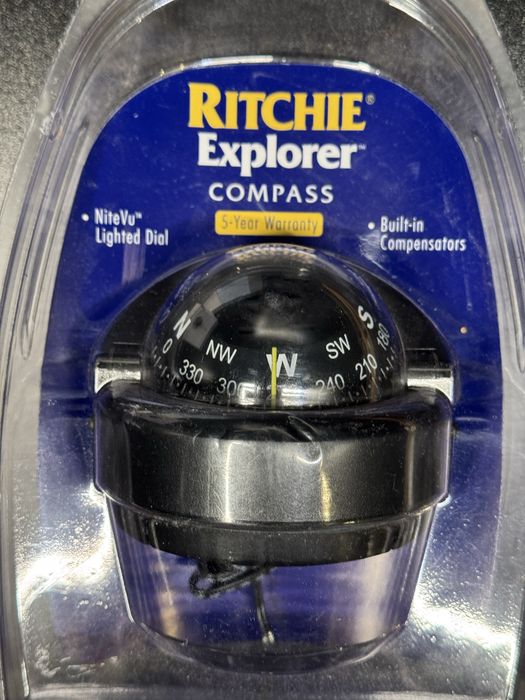 RITCHIE®
Explorer™
COMPASS
5-Year Warranty
• NiteVu™
Lighted Dial
• Built-in
Compensators
N NW W SW S
0 330 30 240 210 180